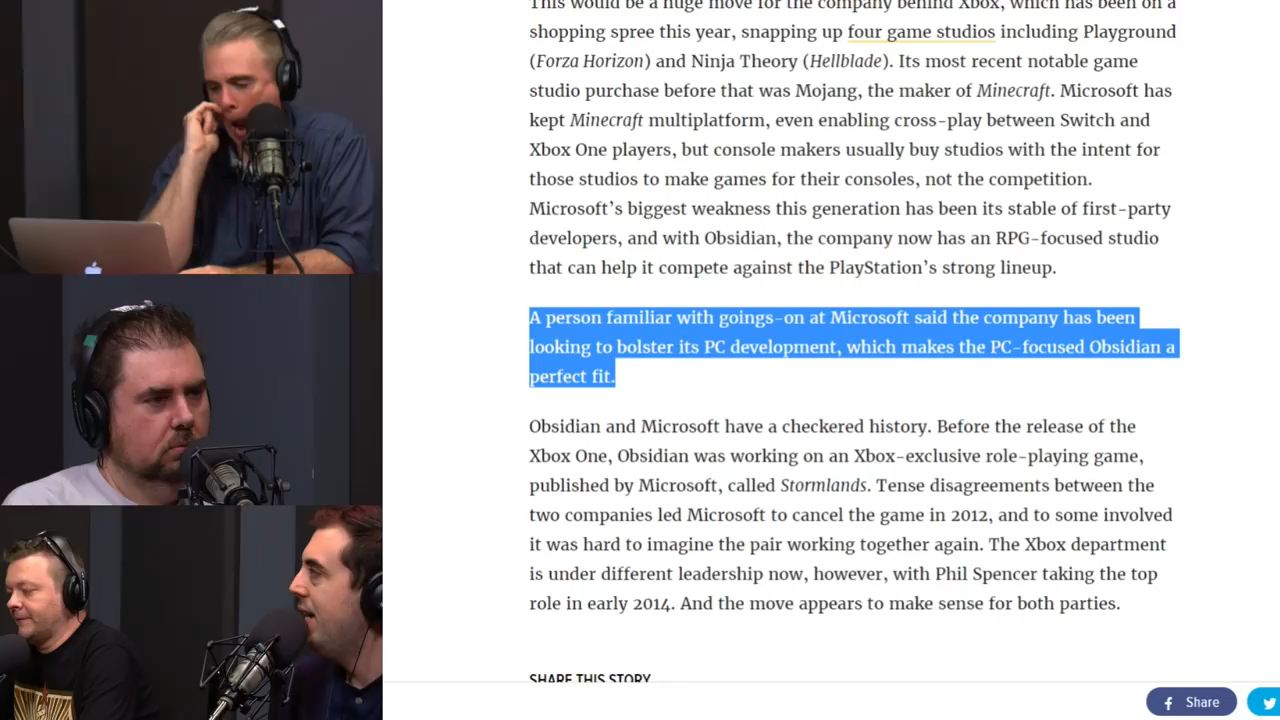 This would be a huge move for the company behind Xbox, which has been on a
shopping spree this year, snapping up four game studios including Playground
(Forza Horizon) and Ninja Theory (Hellblade). Its most recent notable game
studio purchase before that was Mojang, the maker of Minecraft. Microsoft has
kept Minecraft multiplatform, even enabling cross-play between Switch and
Xbox One players, but console makers usually buy studios with the intent for
those studios to make games for their consoles, not the competition.
Microsoft’s biggest weakness this generation has been its stable of first-party
developers, and with Obsidian, the company now has an RPG-focused studio
that can help it compete against the PlayStation’s strong lineup.
A person familiar with goings-on at Microsoft said the company has been
looking to bolster its PC development, which makes the PC-focused Obsidian a
perfect fit.
Obsidian and Microsoft have a checkered history. Before the release of the
Xbox One, Obsidian was working on an Xbox-exclusive role-playing game,
published by Microsoft, called Stormlands. Tense disagreements between the
two companies led Microsoft to cancel the game in 2012, and to some involved
it was hard to imagine the pair working together again. The Xbox department
is under different leadership now, however, with Phil Spencer taking the top
role in early 2014. And the move appears to make sense for both parties.
SHARE THIS STORY
Share